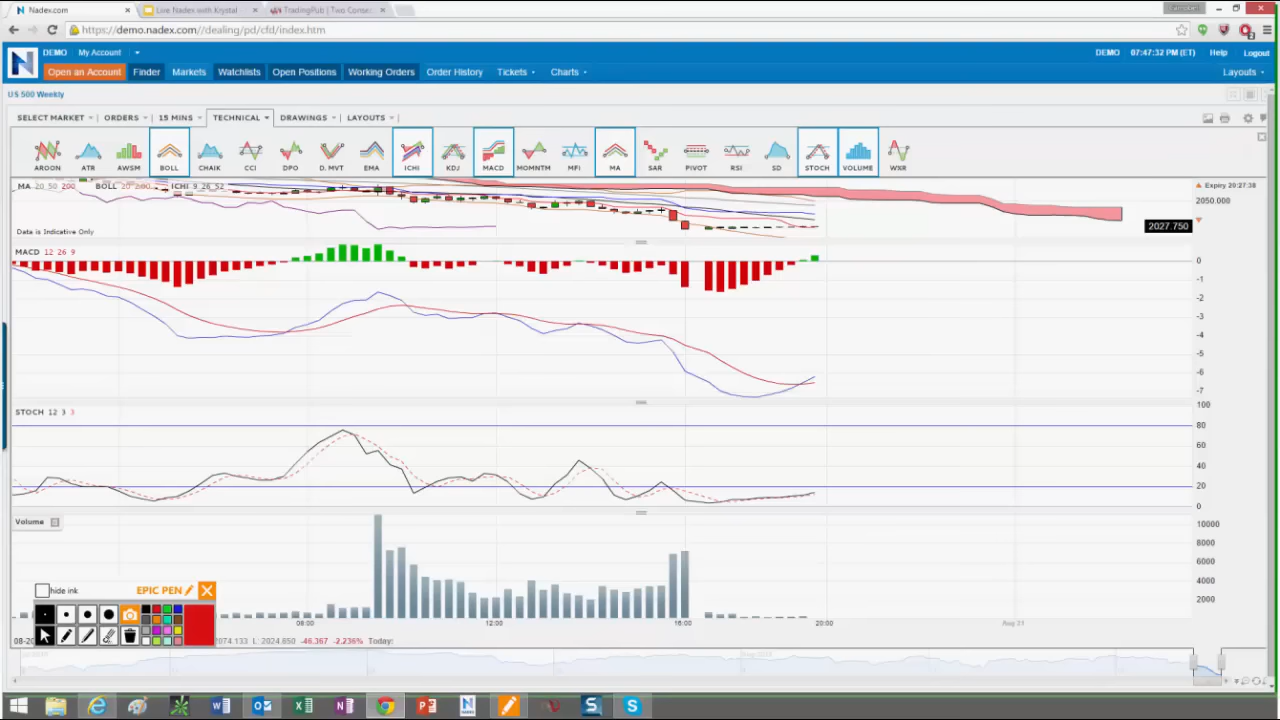 Nadex.com
Live Nadex with Krystal
TradingPub | Two Consec
https://demo.nadex.com//dealing/pd/cfd/index.htm
DEMO My Account
DEMO 07:47:32 PM (ET) Help Logout
Open an Account Finder Markets Watchlists Open Positions Working Orders Order History Tickets Charts Layouts
US 500 Weekly
SELECT MARKET ORDERS 15 MINS TECHNICAL DRAWINGS LAYOUTS
AROON ATR AWSM BOLL CHAIK CCI DPO D. MVT EMA ICHI KDJ MACD MOMNTM MFI MA SAR PIVOT RSI SD STOCH VOLUME W%R
MA 20 50 200 BOLL 20 2.00 ICHI 9 26 52
Expiry 20:27:38
2050.000
2027.750
Data is Indicative Only
MACD 12 26 9
0
-1
-2
-3
-4
-5
-6
-7
STOCH 12 3 3
100
80
60
40
20
0
Volume
10000
8000
6000
4000
2000
hide ink EPIC PEN
08:00 12:00 16:00 20:00 Aug 21
2074.133 L: 2024.650 -46.367 -2.236% Today: